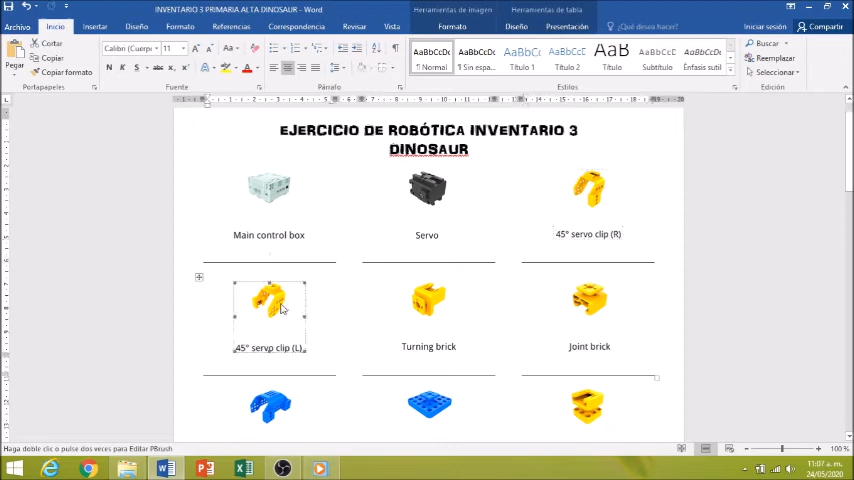 INVENTARIO 3 PRIMARIA ALTA DINOSAUR - Word
Herramientas de imagen
Herramientas de tabla
Archivo
Inicio
Insertar
Diseño
Formato
Referencias
Correspondencia
Revisar
Vista
Formato
Diseño
Presentación
¿Qué desea hacer?
Iniciar sesión
Compartir
Pegar
Cortar
Copiar
Copiar formato
Portapapeles
Calibri (Cuerpo)
11
Fuente
Párrafo
AaBbCcDc
¶ Normal
AaBbCcDc
¶ Sin espa...
AaBbCc
Título 1
AaBbCcC
Título 2
AaB
Título
AaBbCcC
Subtítulo
AaBbCcDc
Énfasis sutil
Estilos
Buscar
Reemplazar
Seleccionar
Edición
EJERCICIO DE ROBÓTICA INVENTARIO 3
DINOSAUR
Main control box
Servo
45° servo clip (R)
45° servo clip (L)
Turning brick
Joint brick
Haga doble clic o pulse dos veces para Editar PBrush
100 %
11:07 a. m.
24/05/2020